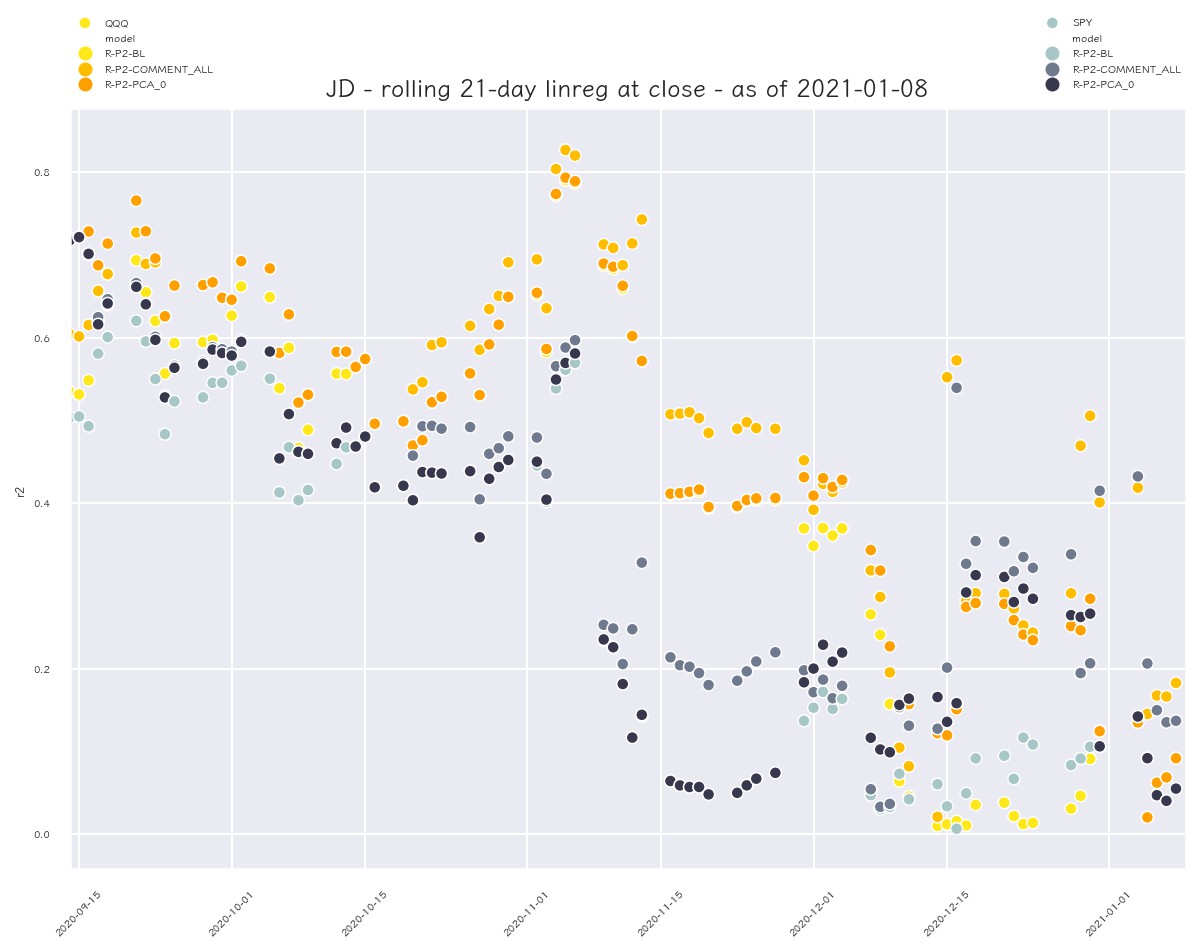 QQQ
model
R-P2-BL
R-P2-COMMENT_ALL
R-P2-PCA_0
SPY
model
R-P2-BL
R-P2-COMMENT_ALL
R-P2-PCA_0
JD - rolling 21-day linreg at close - as of 2021-01-08
r2
0.8
0.6
0.4
0.2
0.0
2020-09-15
2020-10-01
2020-10-15
2020-11-01
2020-11-15
2020-12-01
2020-12-15
2021-01-01